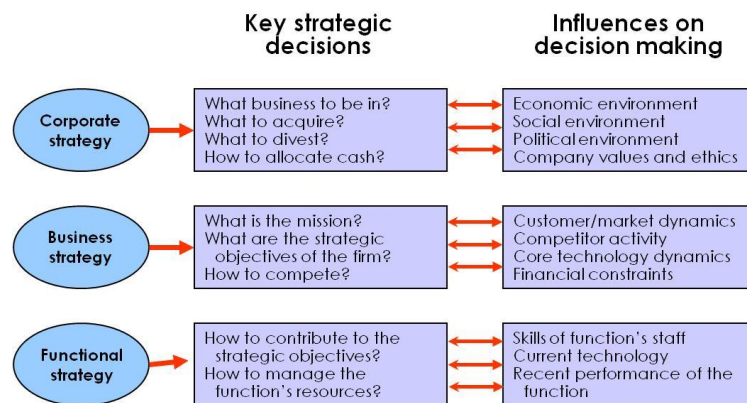 Key strategic
decisions
Influences on
decision making
Corporate
strategy
What business to be in?
What to acquire?
What to divest?
How to allocate cash?
Economic environment
Social environment
Political environment
Company values and ethics
Business
strategy
What is the mission?
What are the strategic
objectives of the firm?
How to compete?
Customer/market dynamics
Competitor activity
Core technology dynamics
Financial constraints
Functional
strategy
How to contribute to the
strategic objectives?
How to manage the
function's resources?
Skills of function's staff
Current technology
Recent performance of the
function